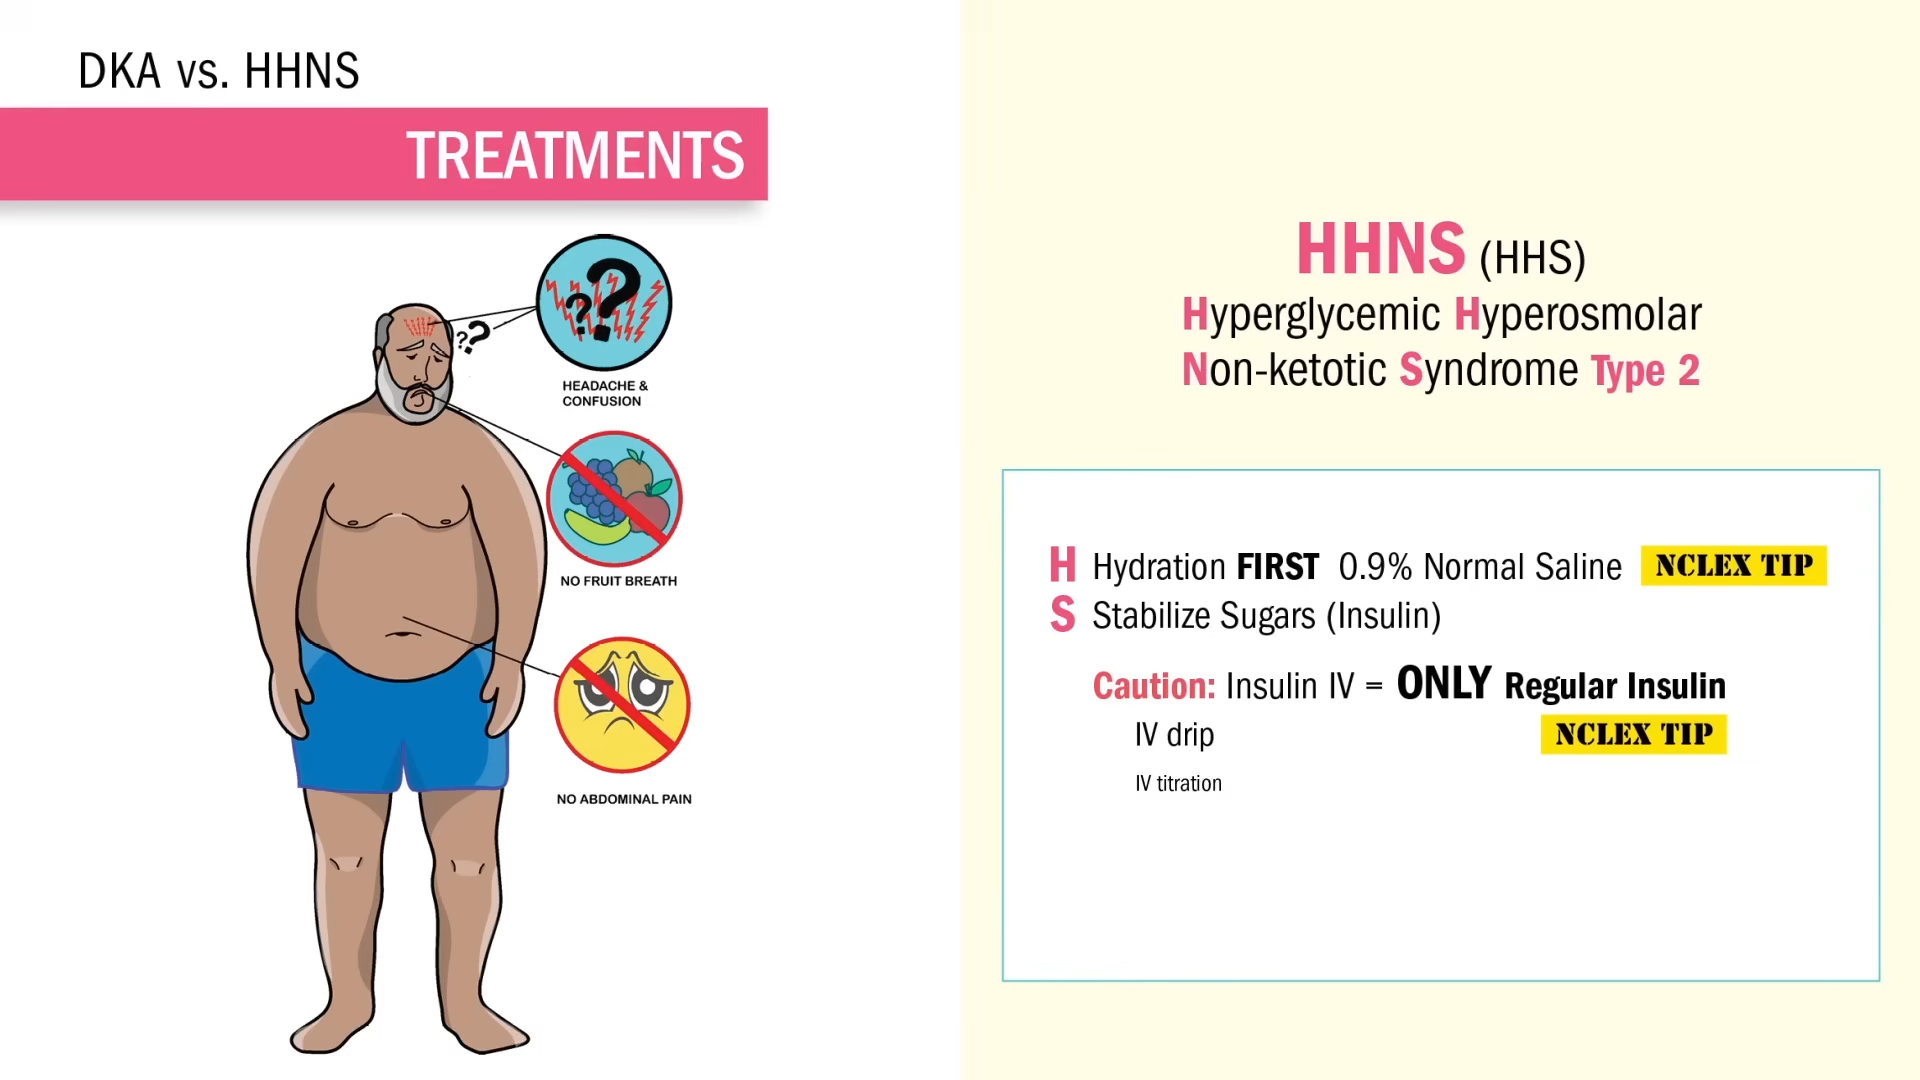 DKA vs. HHNS
TREATMENTS
??
??
HEADACHE &
CONFUSION
NO FRUIT BREATH
NO ABDOMINAL PAIN
HHNS (HHS)
Hyperglycemic Hyperosmolar
Non-ketotic Syndrome Type 2
H Hydration FIRST 0.9% Normal Saline NCLEX TIP
S Stabilize Sugars (Insulin)
Caution: Insulin IV = ONLY Regular Insulin
IV drip NCLEX TIP
IV titration